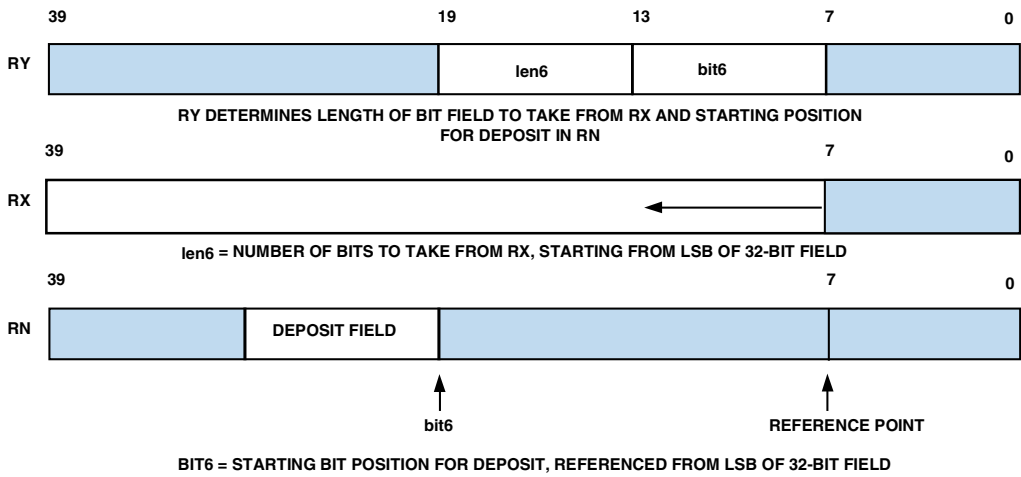 39 19 13 7 0
RY len6 bit6
RY DETERMINES LENGTH OF BIT FIELD TO TAKE FROM RX AND STARTING POSITION
FOR DEPOSIT IN RN
39 7 0
RX
len6 = NUMBER OF BITS TO TAKE FROM RX, STARTING FROM LSB OF 32-BIT FIELD
39 7 0
RN DEPOSIT FIELD
bit6 REFERENCE POINT
BIT6 = STARTING BIT POSITION FOR DEPOSIT, REFERENCED FROM LSB OF 32-BIT FIELD